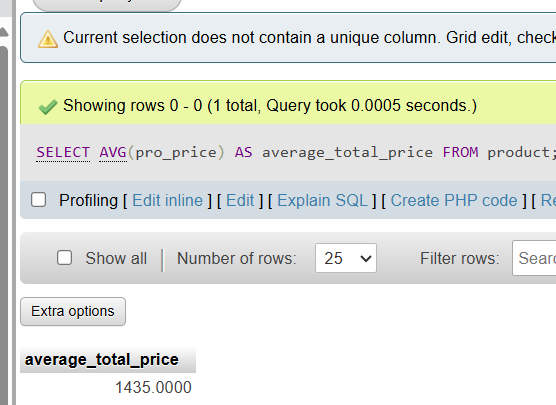 Current selection does not contain a unique column. Grid edit, check
Showing rows 0 - 0 (1 total, Query took 0.0005 seconds.)
SELECT AVG(pro_price) AS average_total_price FROM product;
Profiling [ Edit inline ] [ Edit ] [ Explain SQL ] [ Create PHP code ] [ Re
Show all Number of rows: 25 Filter rows: Searc
Extra options
average_total_price
1435.0000